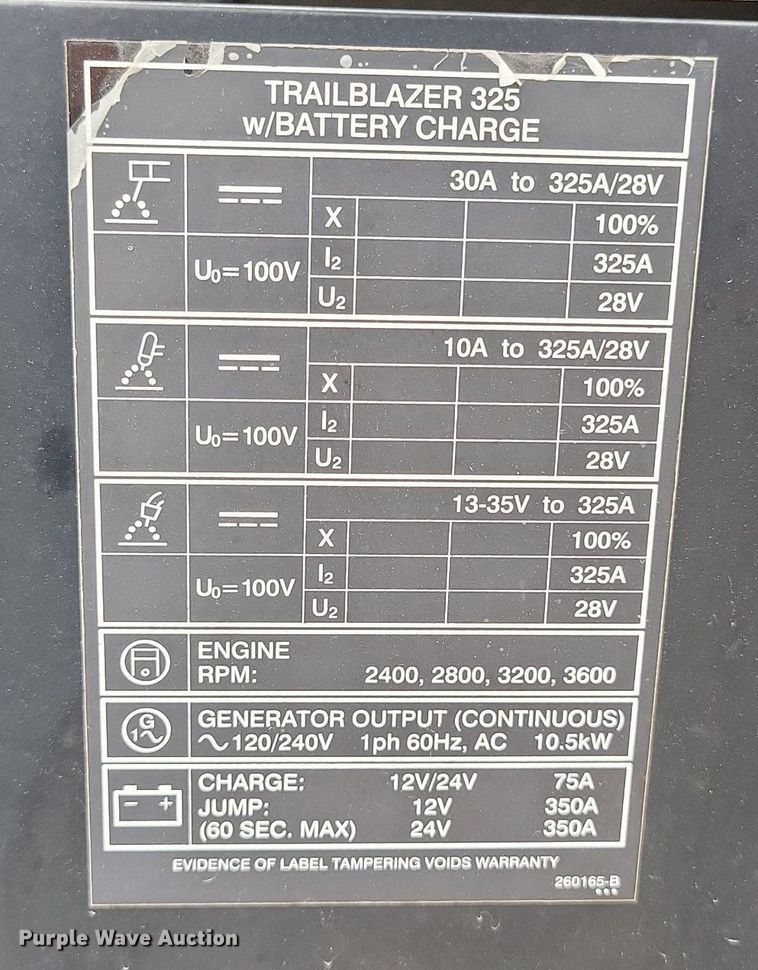 TRAILBLAZER 325
w/BATTERY CHARGE
30A to 325A/28V
X 100%
U₀=100V
I₂ 325A
U₂ 28V
10A to 325A/28V
X 100%
U₀=100V
I₂ 325A
U₂ 28V
13-35V to 325A
X 100%
U₀=100V
I₂ 325A
U₂ 28V
ENGINE
RPM: 2400, 2800, 3200, 3600
G
1~
GENERATOR OUTPUT (CONTINUOUS)
~120/240V 1ph 60Hz, AC 10.5kW
- +
CHARGE: 12V/24V 75A
JUMP: 12V 350A
(60 SEC. MAX) 24V 350A
EVIDENCE OF LABEL TAMPERING VOIDS WARRANTY
260165-B
Purple Wave Auction